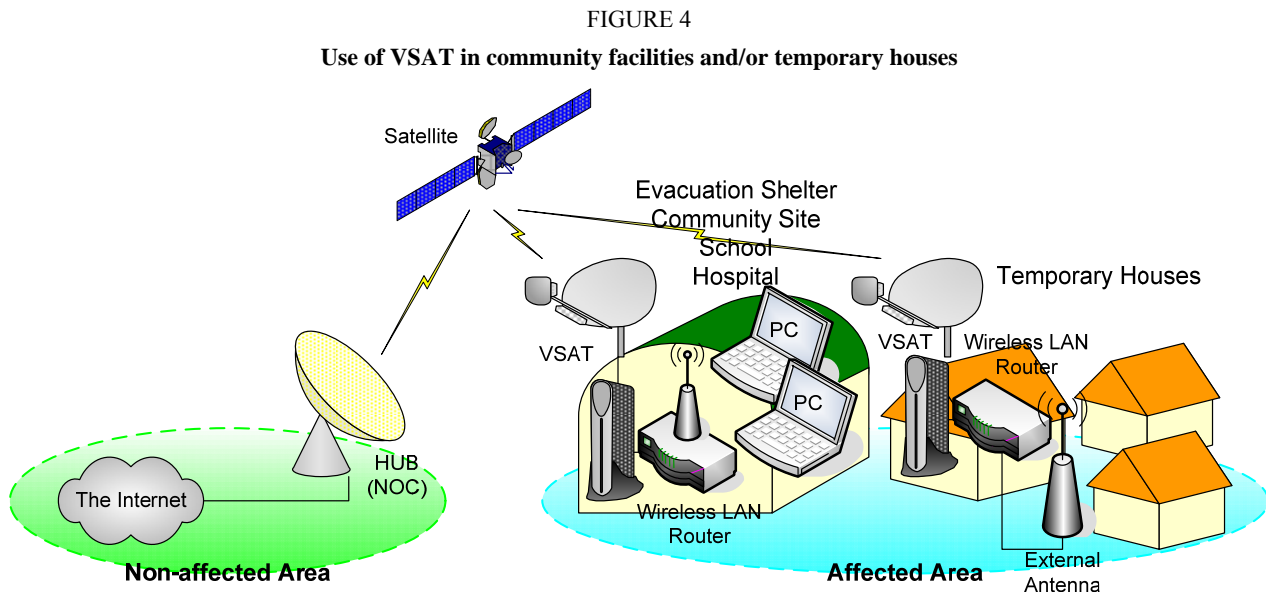 FIGURE 4
Use of VSAT in community facilities and/or temporary houses
Satellite
Evacuation Shelter
Community Site
School
Hospital
Temporary Houses
PC
VSAT
VSAT
Wireless LAN
Router
PC
HUB
(NOC)
The Internet
Wireless LAN
Router
External
Antenna
Non-affected Area
Affected Area